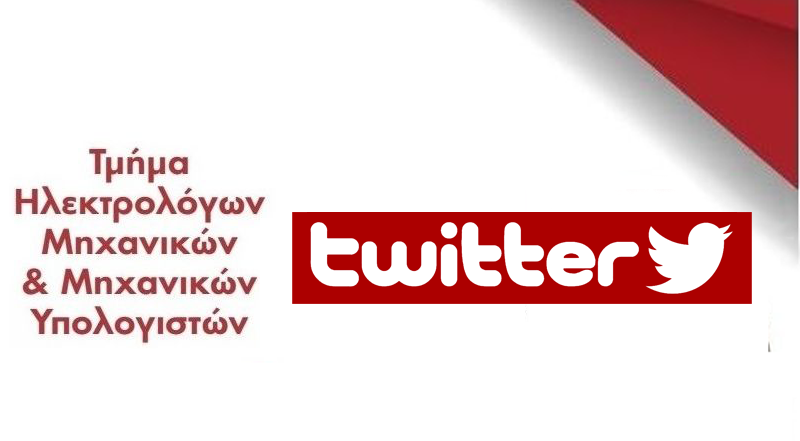 Τμήμα
Ηλεκτρολόγων
Μηχανικών
& Μηχανικών
Υπολογιστών
twitter